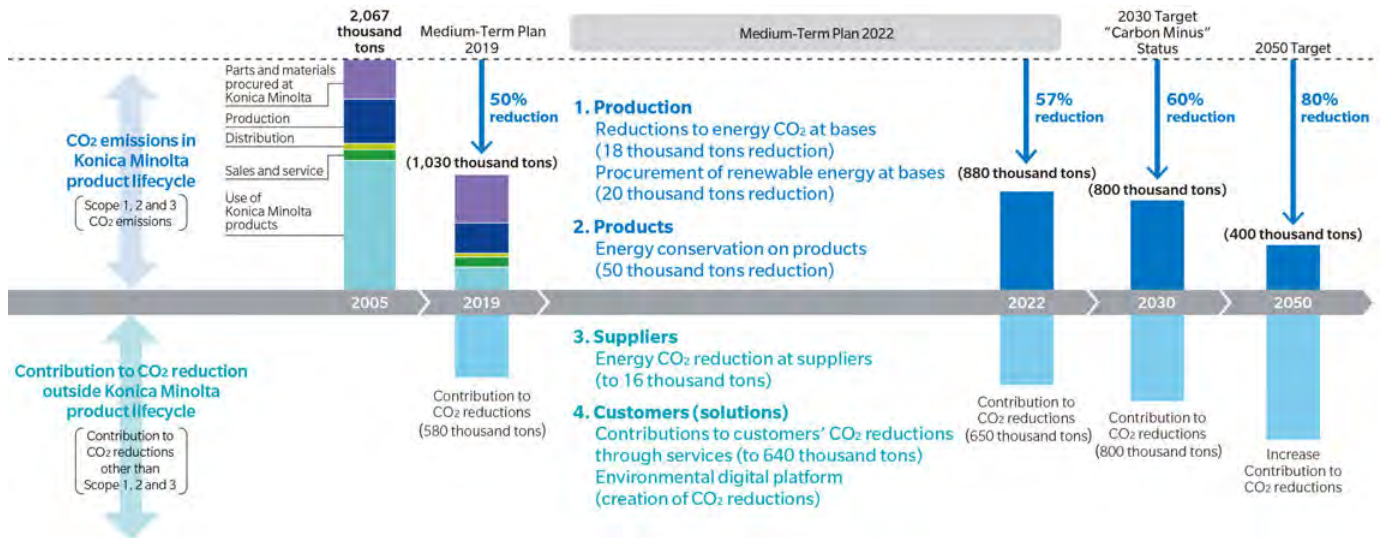 2,067
thousand
tons
Medium-Term Plan
2019
Medium-Term Plan 2022
2030 Target
"Carbon Minus"
Status
2050 Target
CO2 emissions in
Konica Minolta
product lifecycle
Scope 1, 2 and 3
CO2 emissions
Parts and materials
procured at
Konica Minolta
Production
Distribution
Sales and service
Use of
Konica Minolta
products
50%
reduction
(1,030 thousand tons)
1. Production
Reductions to energy CO2 at bases
(18 thousand tons reduction)
Procurement of renewable energy at bases
(20 thousand tons reduction)
2. Products
Energy conservation on products
(50 thousand tons reduction)
57%
reduction
(880 thousand tons)
60%
reduction
(800 thousand tons)
80%
reduction
(400 thousand tons)
2005
2019
2022
2030
2050
Contribution to CO2 reduction
outside Konica Minolta
product lifecycle
Contribution to
CO2 reductions
other than
Scope 1, 2 and 3
Contribution to
CO2 reductions
(580 thousand tons)
3. Suppliers
Energy CO2 reduction at suppliers
(to 16 thousand tons)
4. Customers (solutions)
Contributions to customers' CO2 reductions
through services (to 640 thousand tons)
Environmental digital platform
(creation of CO2 reductions)
Contribution to
CO2 reductions
(650 thousand tons)
Contribution to
CO2 reductions
(800 thousand tons)
Increase
Contribution to
CO2 reductions